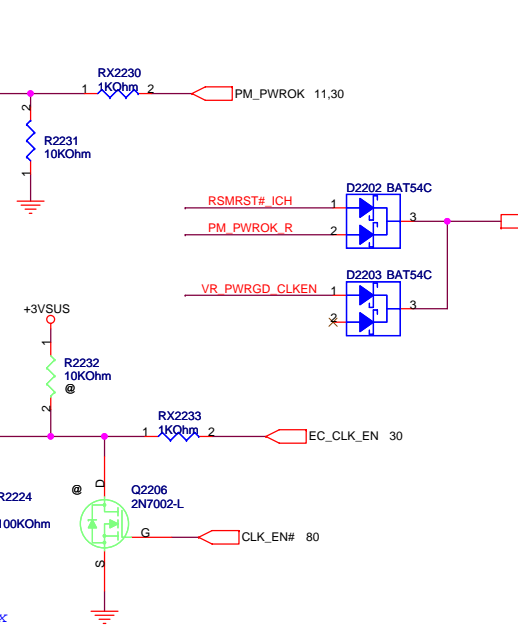 RX2230
1KOhm
1 2
PM_PWROK 11,30
2
R2231
10KOhm
1
D2202 BAT54C
RSMRST#_ICH 1
3
PM_PWROK_R 2
D2203 BAT54C
VR_PWRGD_CLKEN 1
3
2
+3VSUS
1
R2232
10KOhm
@
2
RX2233
1KOhm
1 2
EC_CLK_EN 30
R2224
100KOhm
@
D
Q2206
2N7002-L
G
CLK_EN# 80
S
x